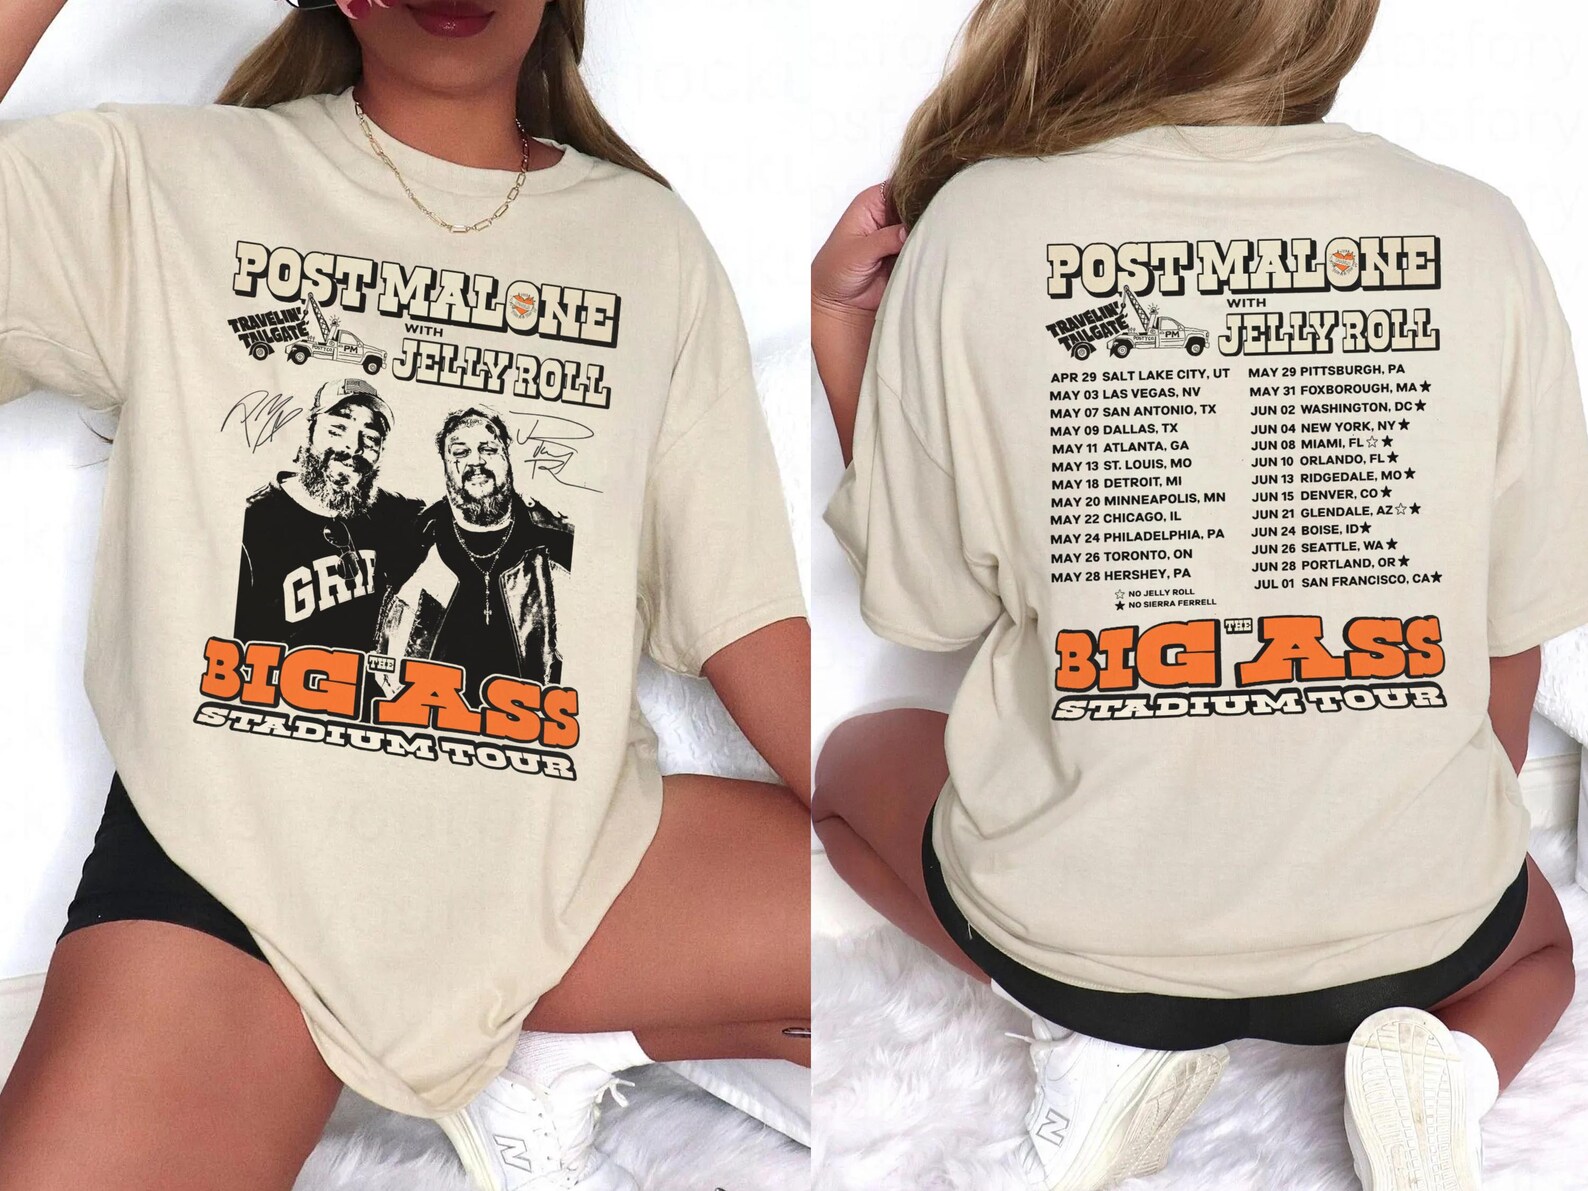 POST MALONE
WITH
JELLY ROLL
TRAVELIN'
TAILGATE
PM
GRIP
THE
BIG ASS
STADIUM TOUR
N
POST MALONE
WITH
JELLY ROLL
TRAVELIN'
TAILGATE
PM
APR 29 SALT LAKE CITY, UT
MAY 03 LAS VEGAS, NV
MAY 07 SAN ANTONIO, TX
MAY 09 DALLAS, TX
MAY 11 ATLANTA, GA
MAY 13 ST. LOUIS, MO
MAY 18 DETROIT, MI
MAY 20 MINNEAPOLIS, MN
MAY 22 CHICAGO, IL
MAY 24 PHILADELPHIA, PA
MAY 26 TORONTO, ON
MAY 28 HERSHEY, PA
☆ NO JELLY ROLL
★ NO SIERRA FERRELL
MAY 29 PITTSBURGH, PA
MAY 31 FOXBOROUGH, MA★
JUN 02 WASHINGTON, DC★
JUN 04 NEW YORK, NY★
JUN 08 MIAMI, FL☆★
JUN 10 ORLANDO, FL★
JUN 13 RIDGEDALE, MO★
JUN 15 DENVER, CO★
JUN 21 GLENDALE, AZ☆★
JUN 24 BOISE, ID★
JUN 26 SEATTLE, WA★
JUN 28 PORTLAND, OR★
JUL 01 SAN FRANCISCO, CA★
THE
BIG ASS
STADIUM TOUR
N